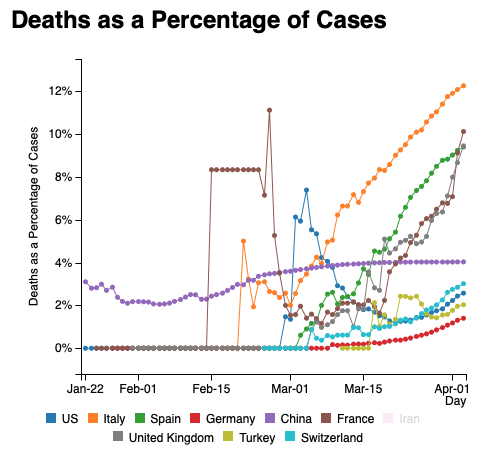 Deaths as a Percentage of Cases
Deaths as a Percentage of Cases
12%
10%
8%
6%
4%
2%
0%
Jan-22 Feb-01 Feb-15 Mar-01 Mar-15 Apr-01
Day
US Italy Spain Germany China France Iran
United Kingdom Turkey Switzerland